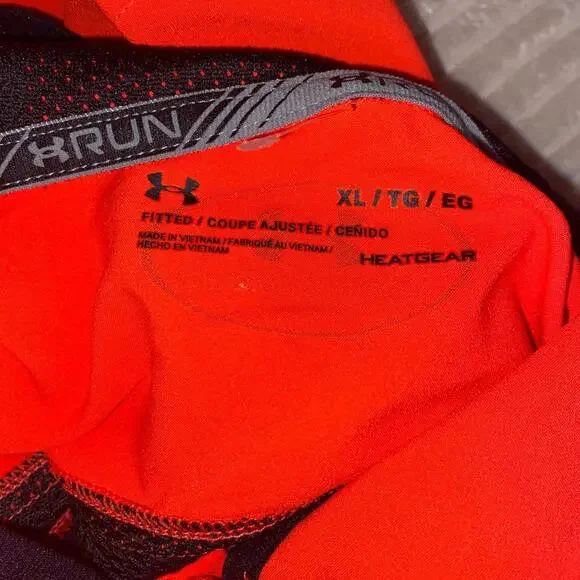 RUN
XL / TG / EG
FITTED / COUPE AJUSTÉE / CEÑIDO
MADE IN VIETNAM / FABRIQUÉ AU VIETNAM /
HECHO EN VIETNAM
HEATGEAR